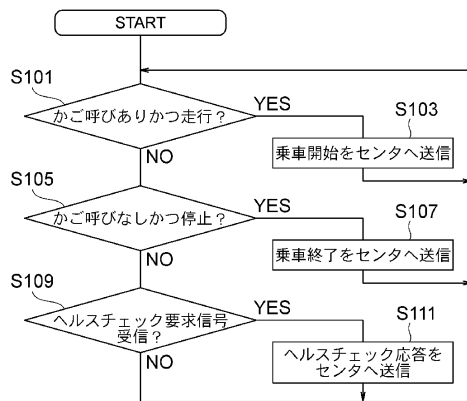 START
S101
かご呼びありかつ走行？
YES
S103
乗車開始をセンタへ送信
NO
S105
かご呼びなしかつ停止？
YES
S107
乗車終了をセンタへ送信
NO
S109
ヘルスチェック要求信号
受信？
YES
S111
ヘルスチェック応答を
センタへ送信
NO